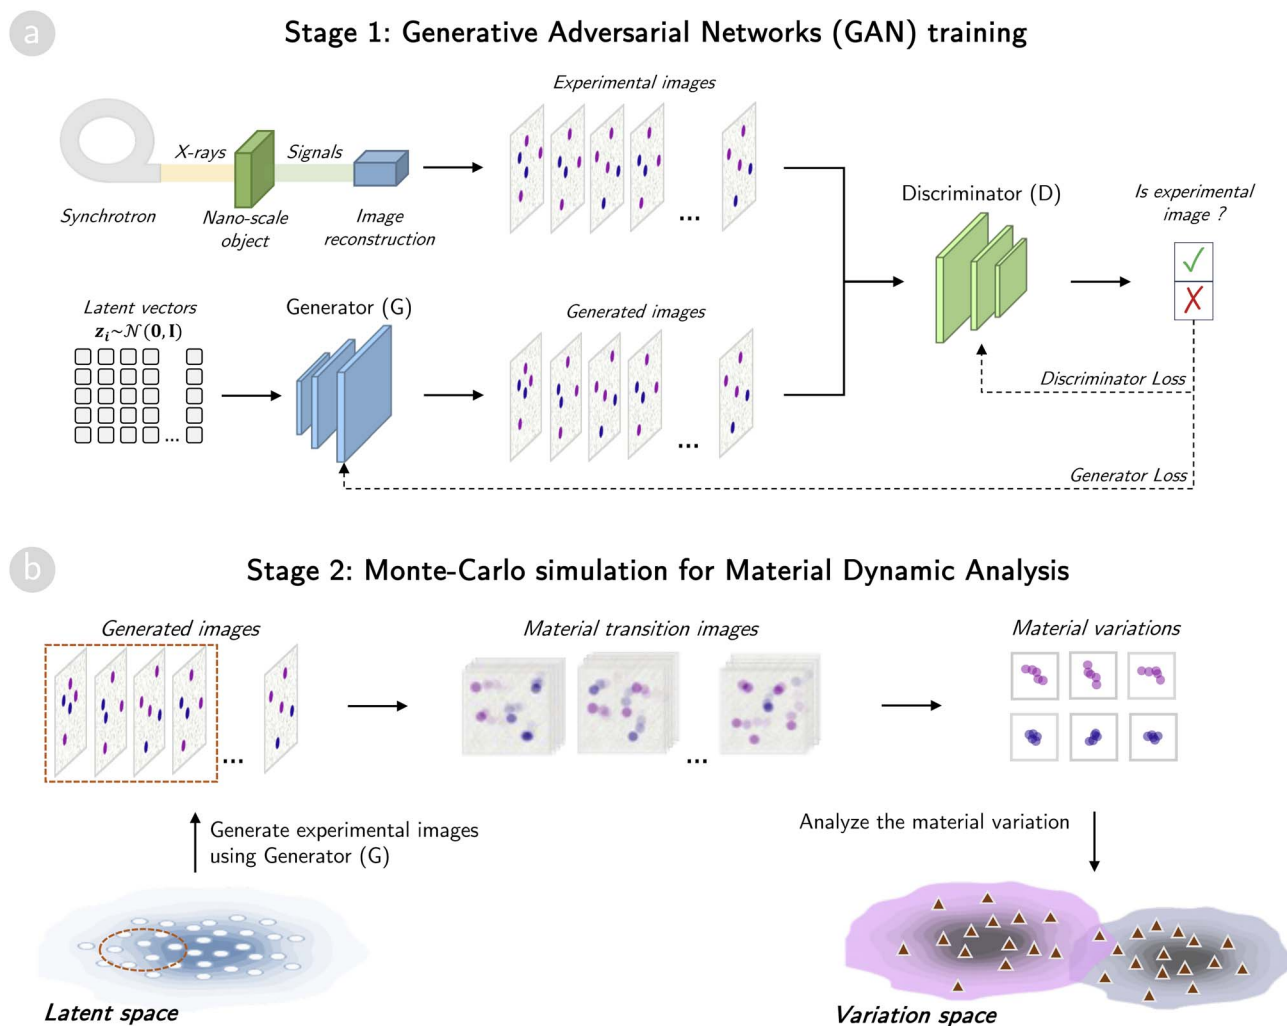 a
Stage 1: Generative Adversarial Networks (GAN) training
Experimental images
X-rays
Signals
Synchrotron
Nano-scale
object
Image
reconstruction
...
Discriminator (D)
Is experimental
image ?
✓
✗
Latent vectors
z_i~𝒩(0, I)
...
Generator (G)
Generated images
...
Discriminator Loss
Generator Loss
b
Stage 2: Monte-Carlo simulation for Material Dynamic Analysis
Generated images
Material transition images
Material variations
...
...
Generate experimental images
using Generator (G)
Analyze the material variation
Latent space
Variation space